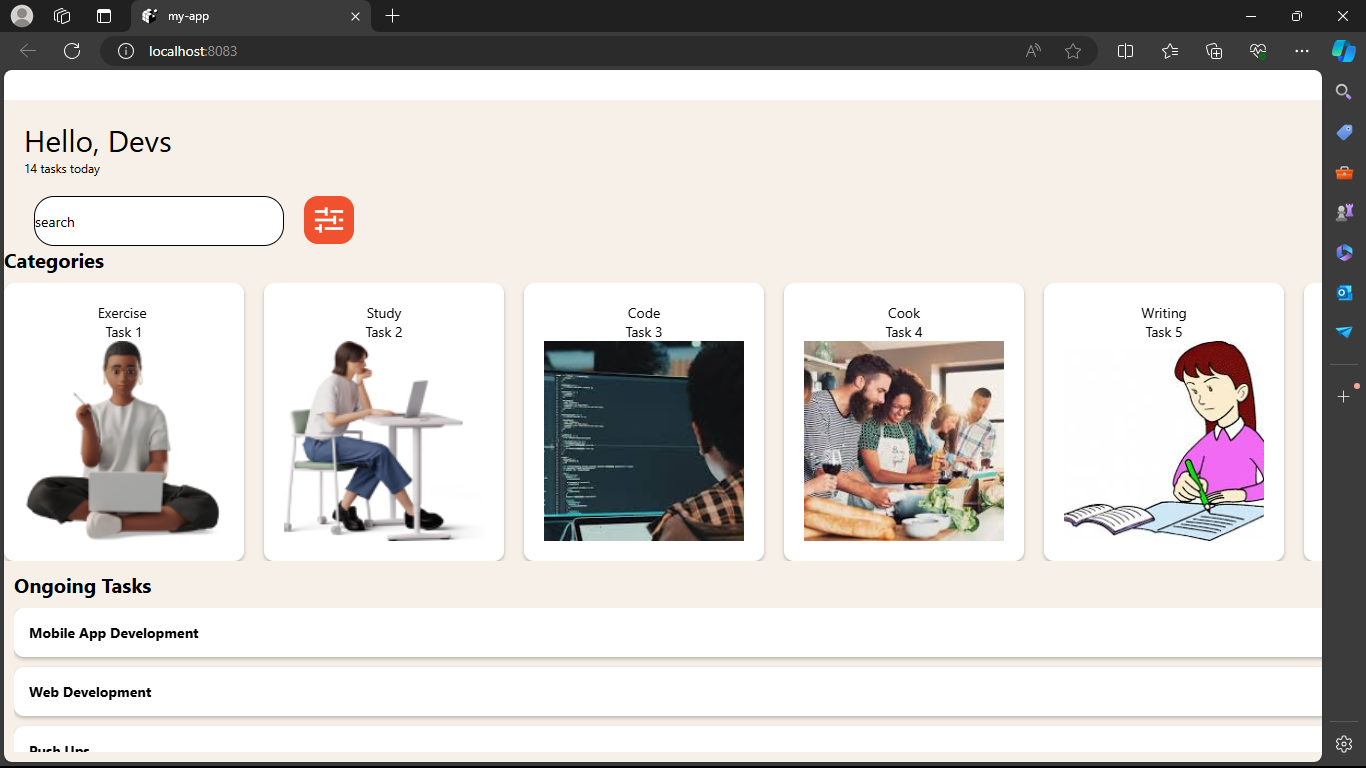 my-app
localhost:8083
Hello, Devs
14 tasks today
search
Categories
Exercise
Task 1
Study
Task 2
Code
Task 3
Cook
Task 4
Writing
Task 5
Ongoing Tasks
Mobile App Development
Web Development
Push Ups